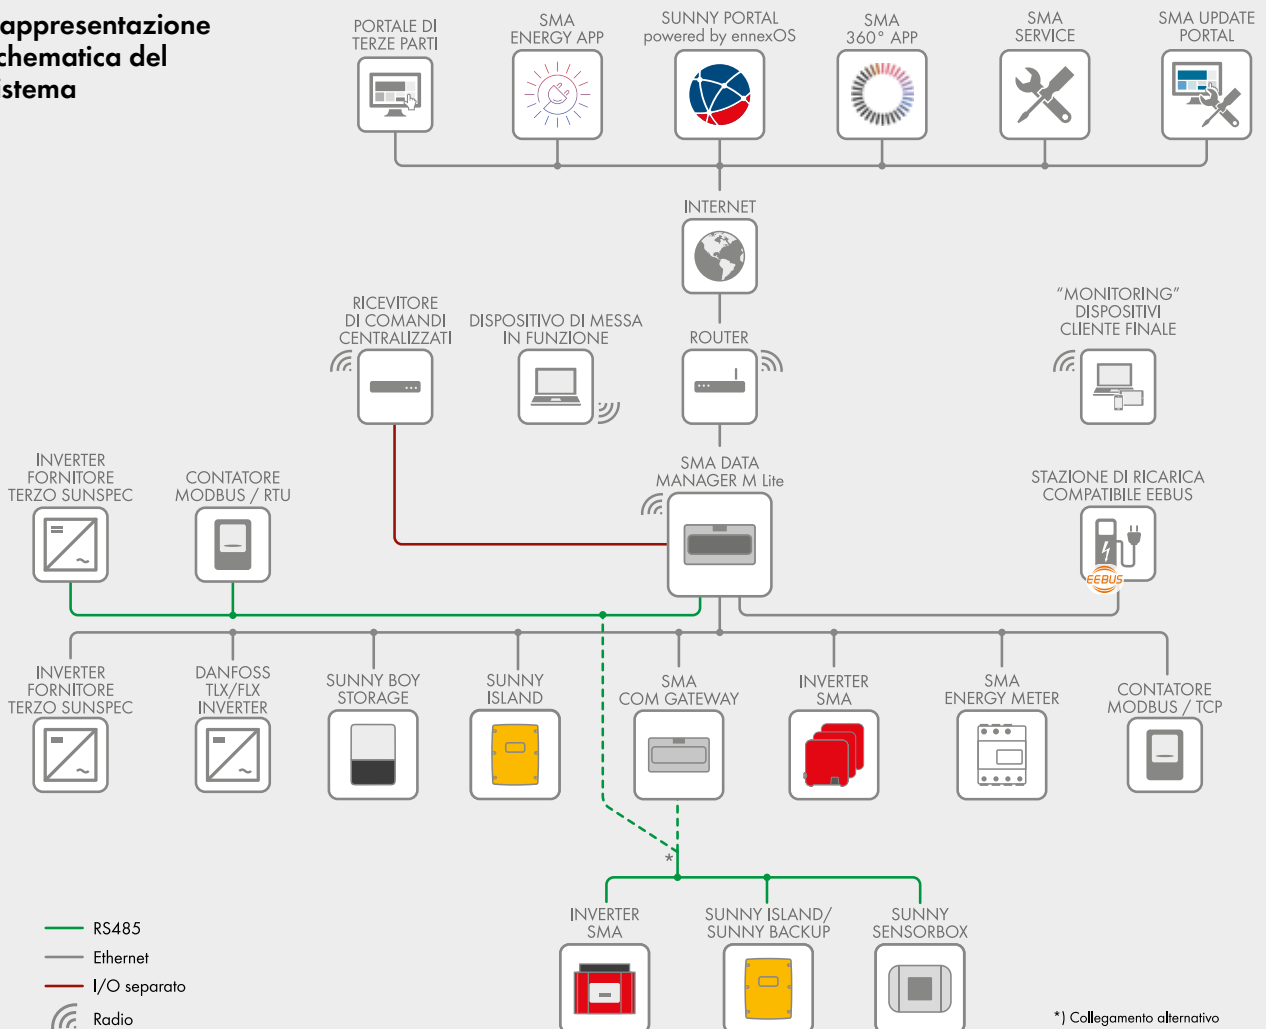 appresentazione
chematica del
istema
PORTALE DI
TERZE PARTI
SMA
ENERGY APP
SUNNY PORTAL
powered by ennexOS
SMA
360° APP
SMA
SERVICE
SMA UPDATE
PORTAL
INTERNET
RICEVITORE
DI COMANDI
CENTRALIZZATI
DISPOSITIVO DI MESSA
IN FUNZIONE
ROUTER
"MONITORING"
DISPOSITIVI
CLIENTE FINALE
INVERTER
FORNITORE
TERZO SUNSPEC
CONTATORE
MODBUS / RTU
SMA DATA
MANAGER M Lite
STAZIONE DI RICARICA
COMPATIBILE EEBUS
EEBUS
INVERTER
FORNITORE
TERZO SUNSPEC
DANFOSS
TLX/FLX
INVERTER
SUNNY BOY
STORAGE
SUNNY
ISLAND
SMA
COM GATEWAY
INVERTER
SMA
SMA
ENERGY METER
CONTATORE
MODBUS / TCP
*
INVERTER
SMA
SUNNY ISLAND/
SUNNY BACKUP
SUNNY
SENSORBOX
RS485
Ethernet
I/O separato
Radio
*) Collegamento alternativo